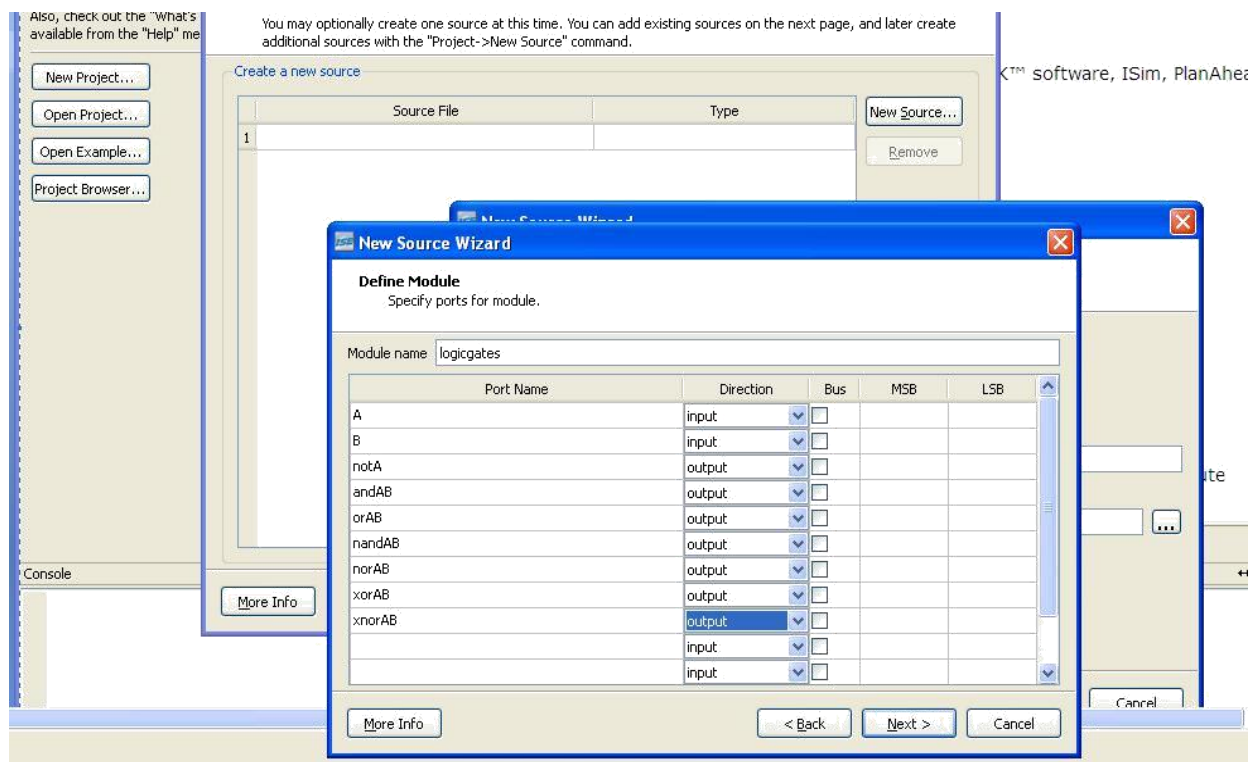 Also, check out the "What's
available from the "Help" me
New Project...
Open Project...
Open Example...
Project Browser...
You may optionally create one source at this time. You can add existing sources on the next page, and later create
additional sources with the "Project->New Source" command.
Create a new source
Source File Type
1
New Source...
Remove
X™ software, ISim, PlanAhea
New Source Wizard
New Source Wizard
Define Module
Specify ports for module.
Module name logicgates
Port Name Direction Bus MSB LSB
A input
B input
notA output
andAB output
orAB output
nandAB output
norAB output
xorAB output
xnorAB output
input
input
More Info < Back Next > Cancel
ute
...
Cancel
Console
More Info